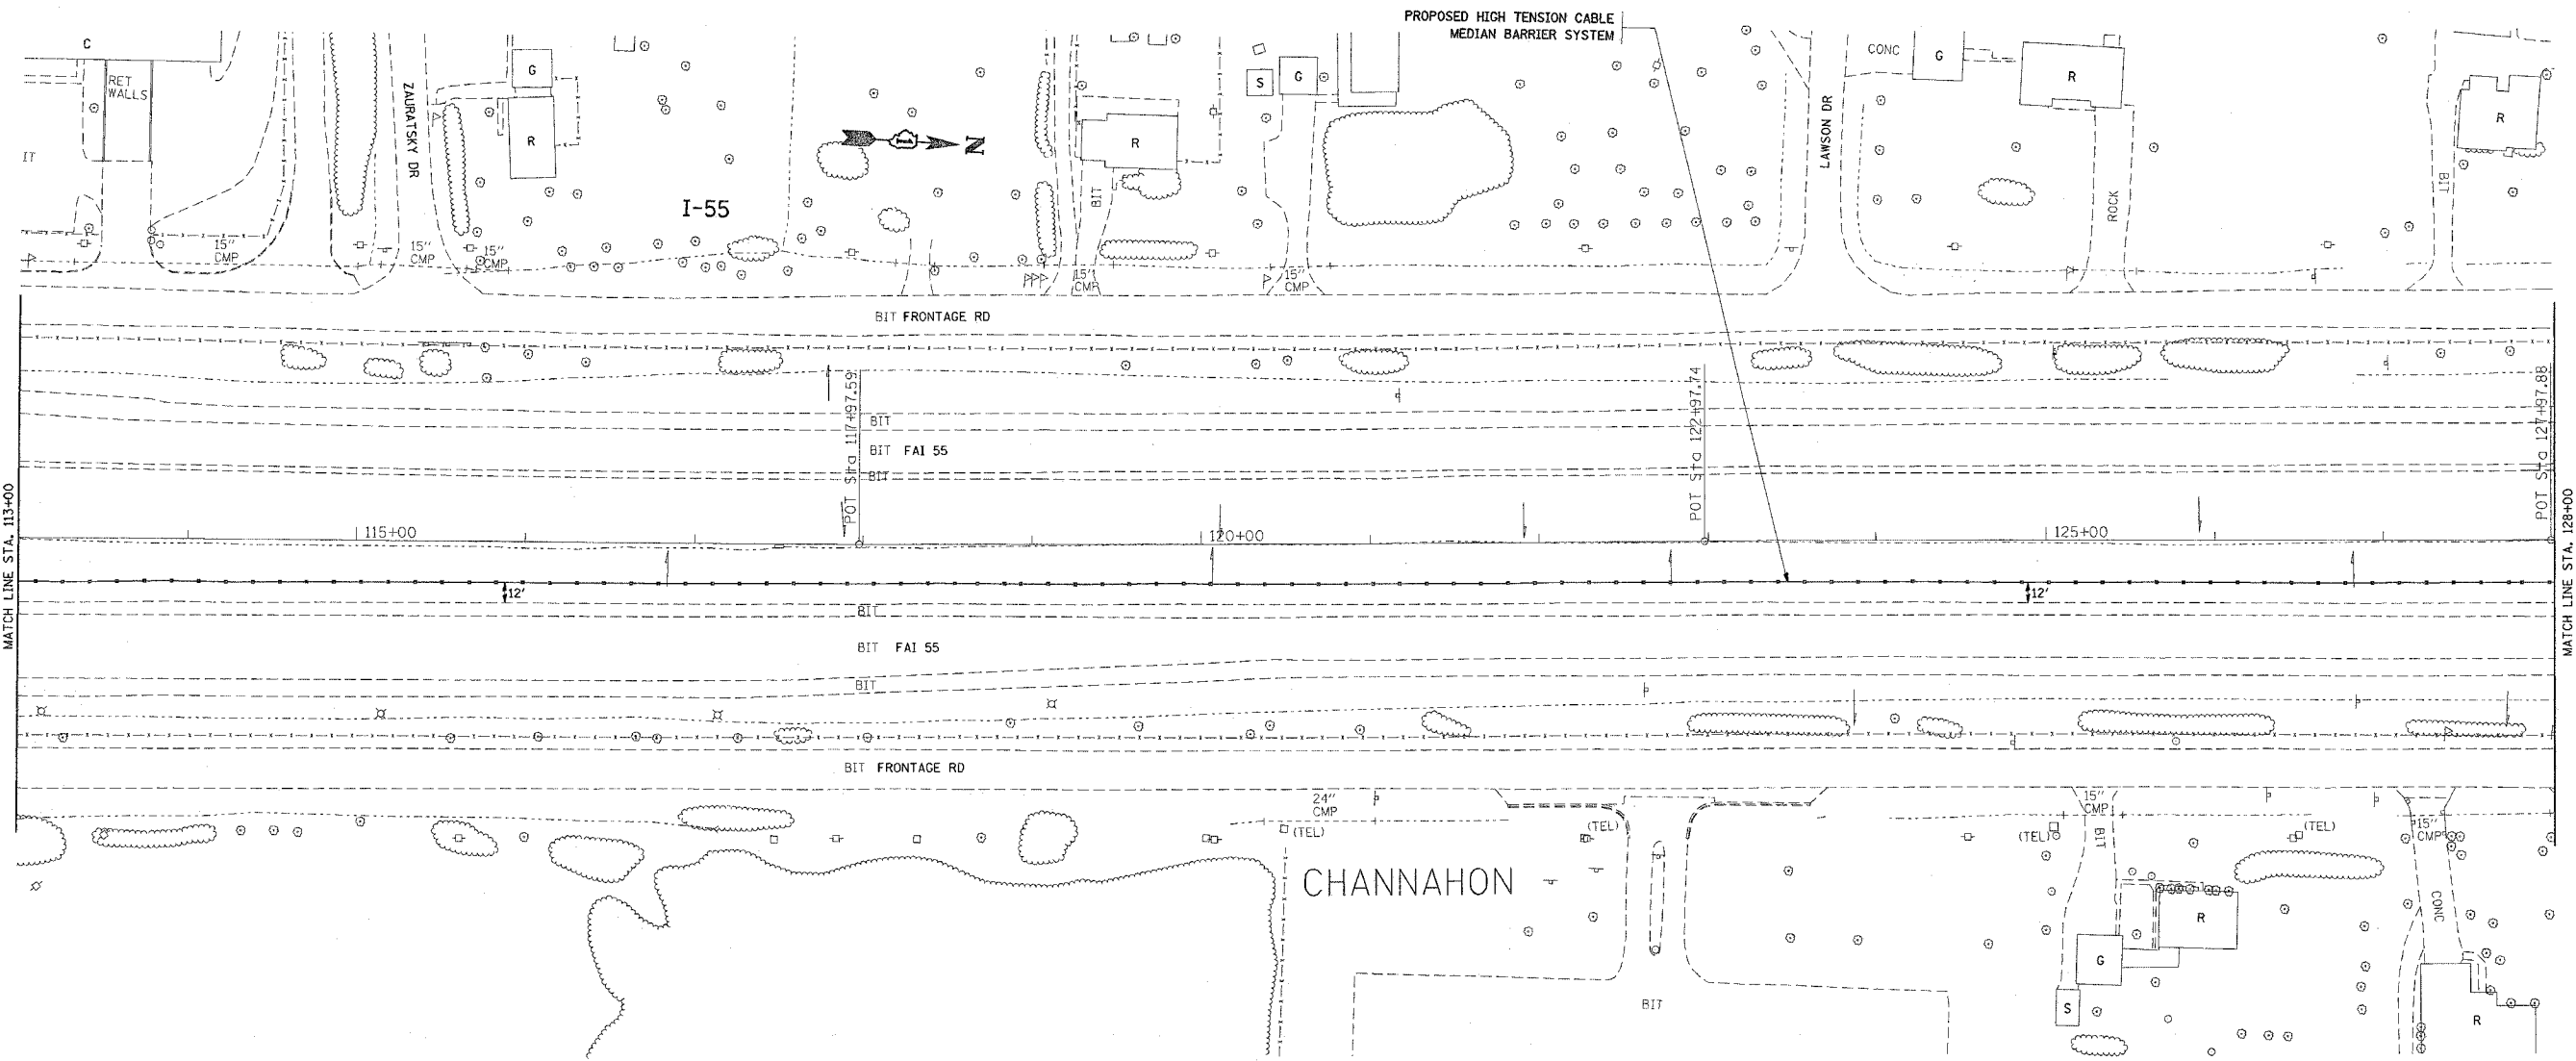 PROPOSED HIGH TENSION CABLE
MEDIAN BARRIER SYSTEM
C
RET
WALLS
IT
ZAURATSKY DR
G
R
I-55
N
S
G
R
BIT
LAWSON DR
CONC
G
R
ROCK
R
BIT
15"
CMP
15"
CMP
15"
CMP
15"
CMP
15"
CMP
BIT FRONTAGE RD
POT Sta 117+97.59
POT Sta 122+97.74
POT Sta 127+97.88
BIT
BIT FAI 55
BIT
MATCH LINE STA. 113+00
115+00
120+00
125+00
MATCH LINE STA. 128+00
12'
12'
BIT
BIT FAI 55
BIT
BIT FRONTAGE RD
24"
CMP
(TEL)
(TEL)
(TEL)
(TEL)
15"
CMP
15"
CMP
BIT
CHANNAHON
CONC
R
G
S
R
BIT